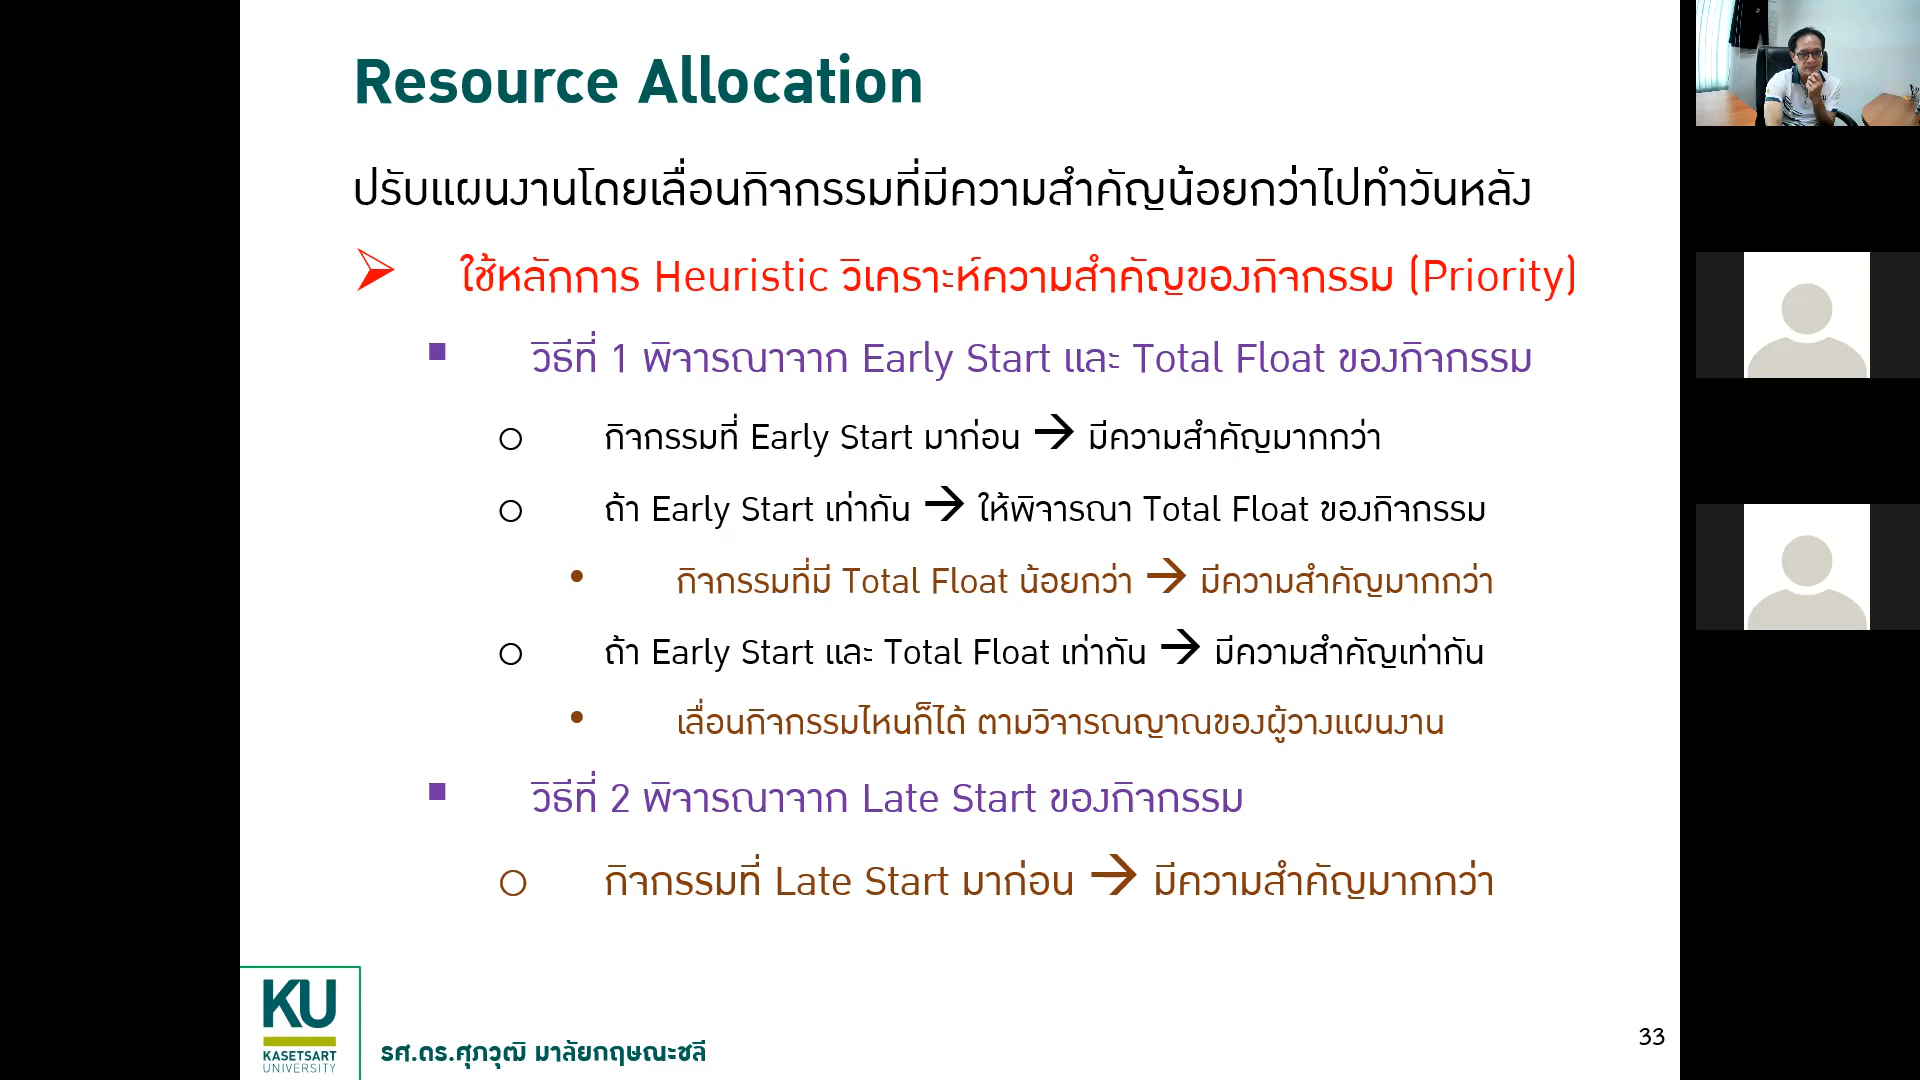 Resource Allocation
ปรับแผนงานโดยเลื่อนกิจกรรมที่มีความสำคัญน้อยกว่าไปทำวันหลัง
ใช้หลักการ Heuristic วิเคราะห์ความสำคัญของกิจกรรม (Priority)
วิธีที่ 1 พิจารณาจาก Early Start และ Total Float ของกิจกรรม
กิจกรรมที่ Early Start มาก่อน → มีความสำคัญมากกว่า
ถ้า Early Start เท่ากัน → ให้พิจารณา Total Float ของกิจกรรม
กิจกรรมที่มี Total Float น้อยกว่า → มีความสำคัญมากกว่า
ถ้า Early Start และ Total Float เท่ากัน → มีความสำคัญเท่ากัน
เลื่อนกิจกรรมไหนก็ได้ ตามวิจารณญาณของผู้วางแผนงาน
วิธีที่ 2 พิจารณาจาก Late Start ของกิจกรรม
กิจกรรมที่ Late Start มาก่อน → มีความสำคัญมากกว่า
KU
KASETSART
UNIVERSITY
รศ.ดร.ศุภวุฒิ มาลัยกฤษณะชลี
33